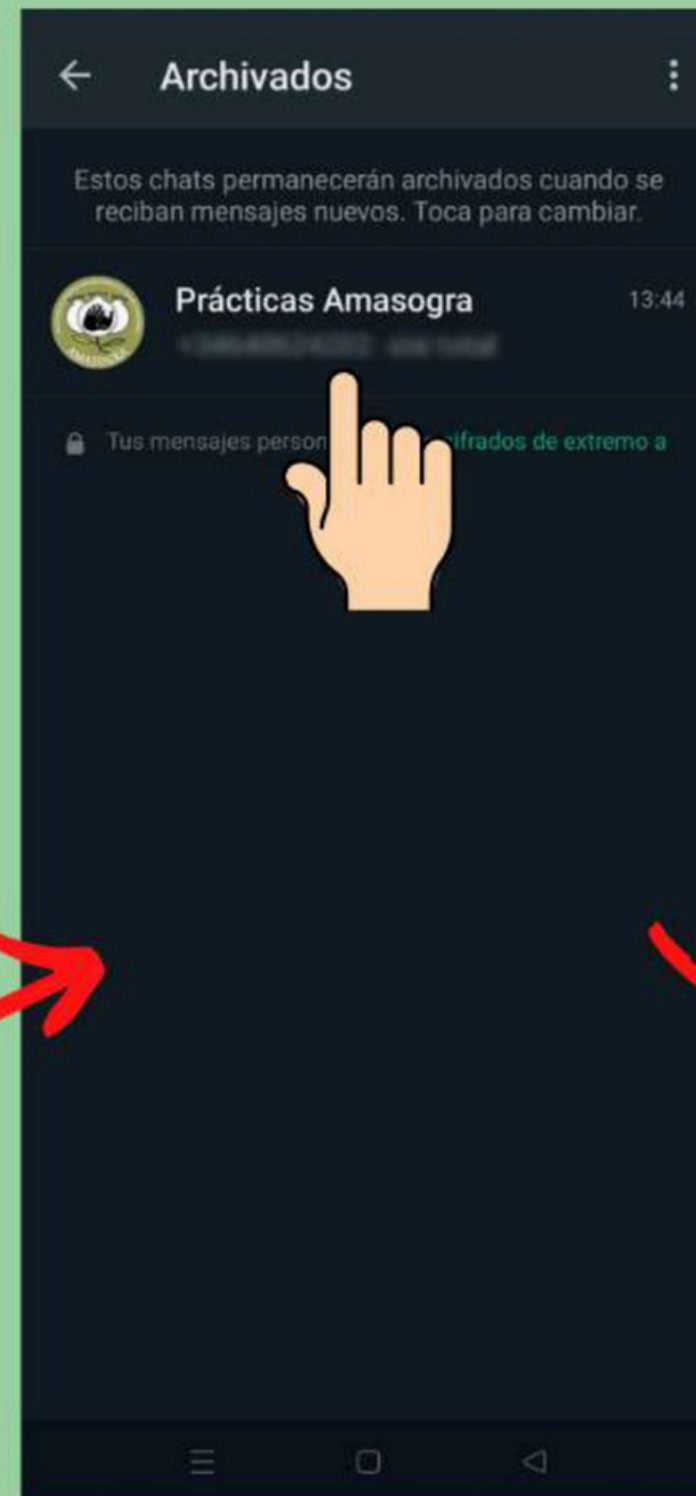 Archivados
Estos chats permanecerán archivados cuando se
reciban mensajes nuevos. Toca para cambiar.
Prácticas Amasogra
13:44
Tus mensajes person ifrados de extremo a